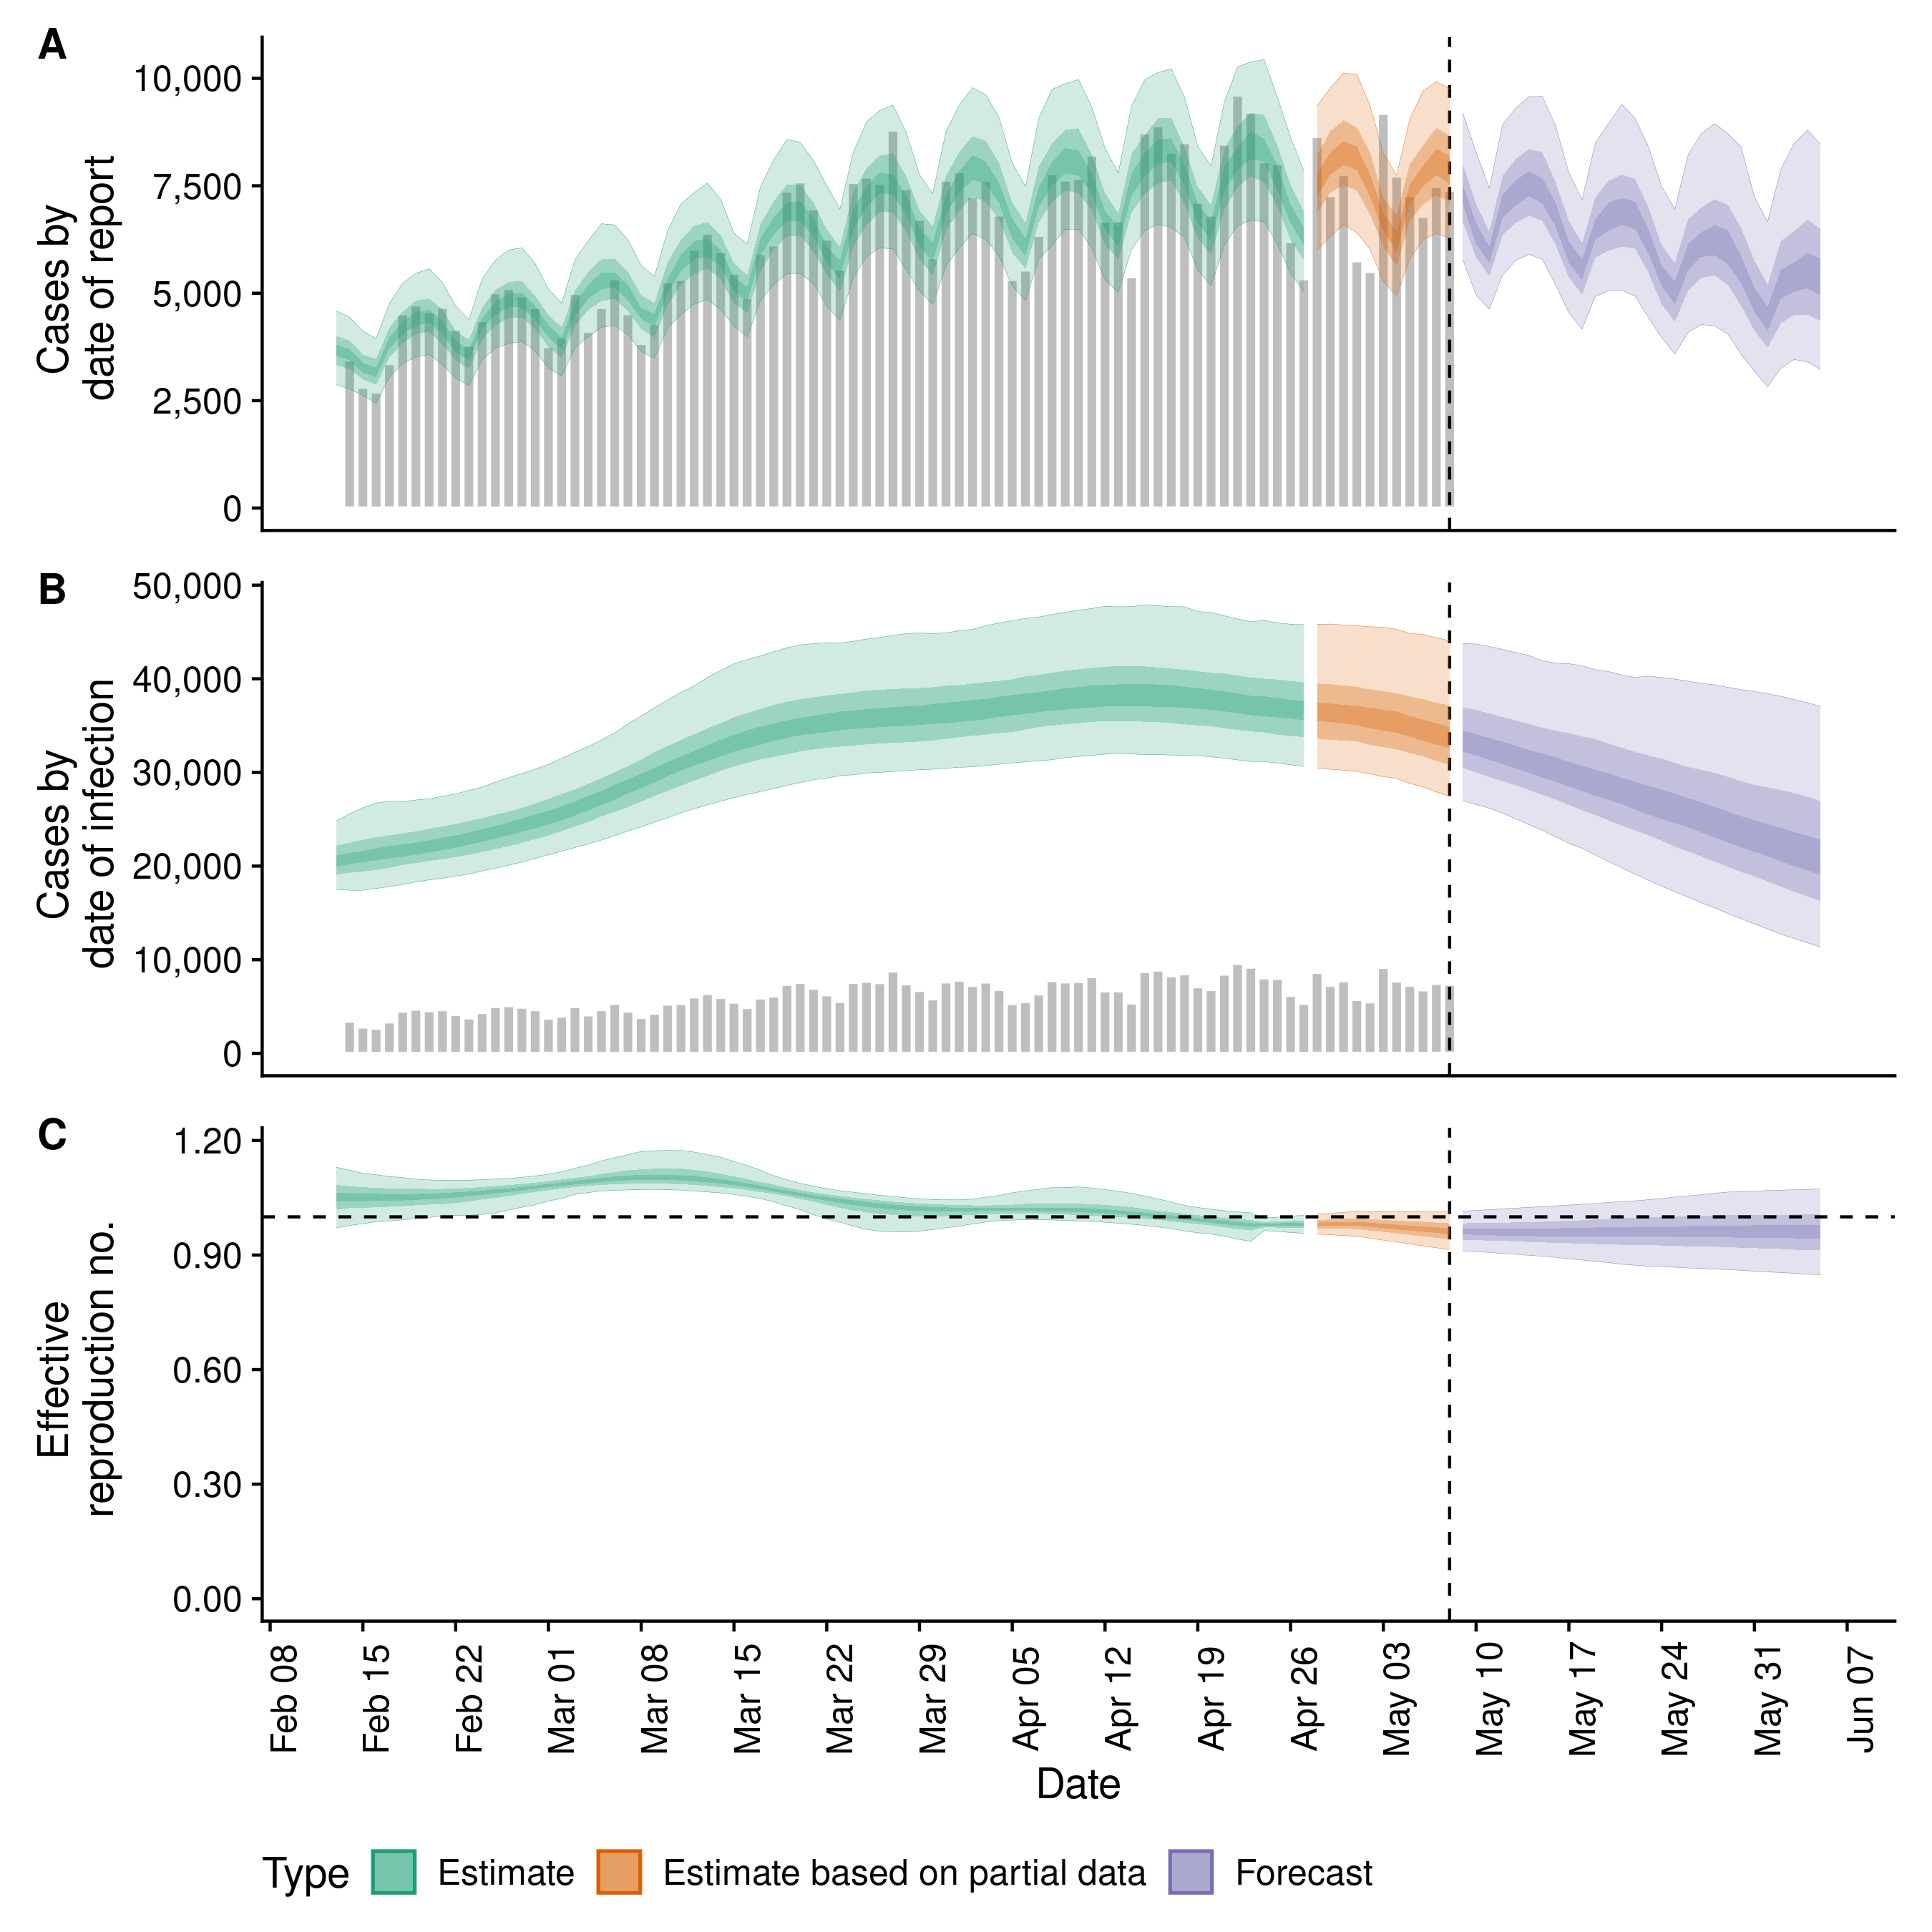 A
Cases by
date of report
10,000
7,500
5,000
2,500
0
B
Cases by
date of infection
50,000
40,000
30,000
20,000
10,000
0
C
Effective
reproduction no.
1.20
0.90
0.60
0.30
0.00
Feb 08
Feb 15
Feb 22
Mar 01
Mar 08
Mar 15
Mar 22
Mar 29
Apr 05
Apr 12
Apr 19
Apr 26
May 03
May 10
May 17
May 24
May 31
Jun 07
Date
Type Estimate Estimate based on partial data Forecast